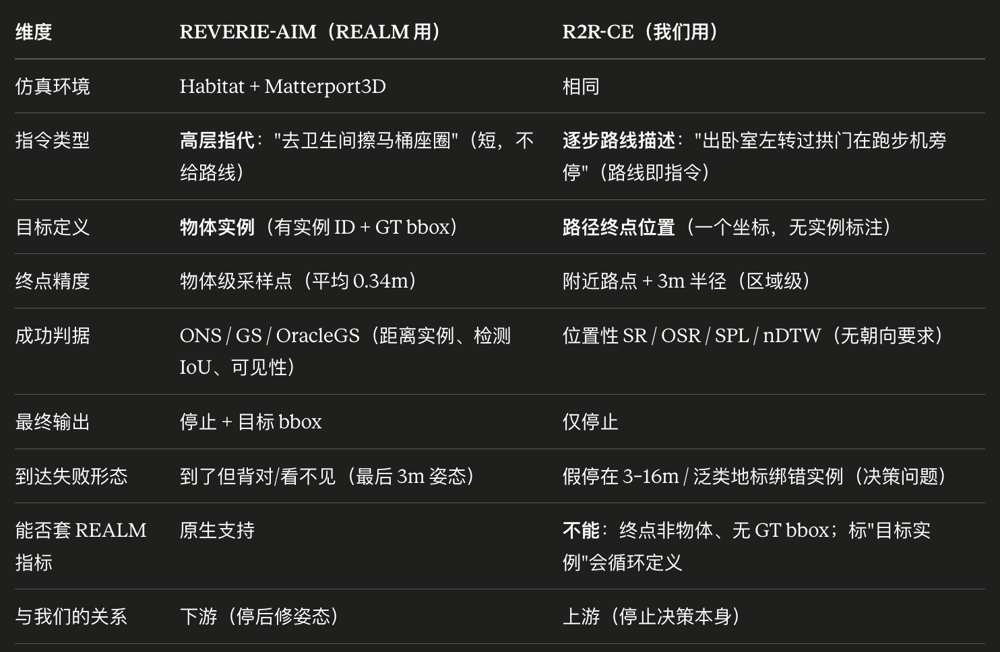 维度 REVERIE-AIM（REALM 用） R2R-CE（我们用）
仿真环境 Habitat + Matterport3D 相同
指令类型 高层指代："去卫生间擦马桶座圈"（短，不 逐步路线描述："出卧室左转过拱门在跑步机旁
给路线） 停"（路线即指令）
目标定义 物体实例（有实例 ID + GT bbox） 路径终点位置（一个坐标，无实例标注）
终点精度 物体级采样点（平均 0.34m） 附近路点 + 3m 半径（区域级）
成功判据 ONS / GS / OracleGS（距离实例、检测 位置性 SR / OSR / SPL / nDTW（无朝向要求）
IoU、可见性）
最终输出 停止 + 目标 bbox 仅停止
到达失败形态 到了但背对/看不见（最后 3m 姿态） 假停在 3–16m / 泛类地标绑错实例（决策问题）
能否套 REALM 原生支持 不能：终点非物体、无 GT bbox；标"目标实
指标 例"会循环定义
与我们的关系 下游（停后修姿态） 上游（停止决策本身）